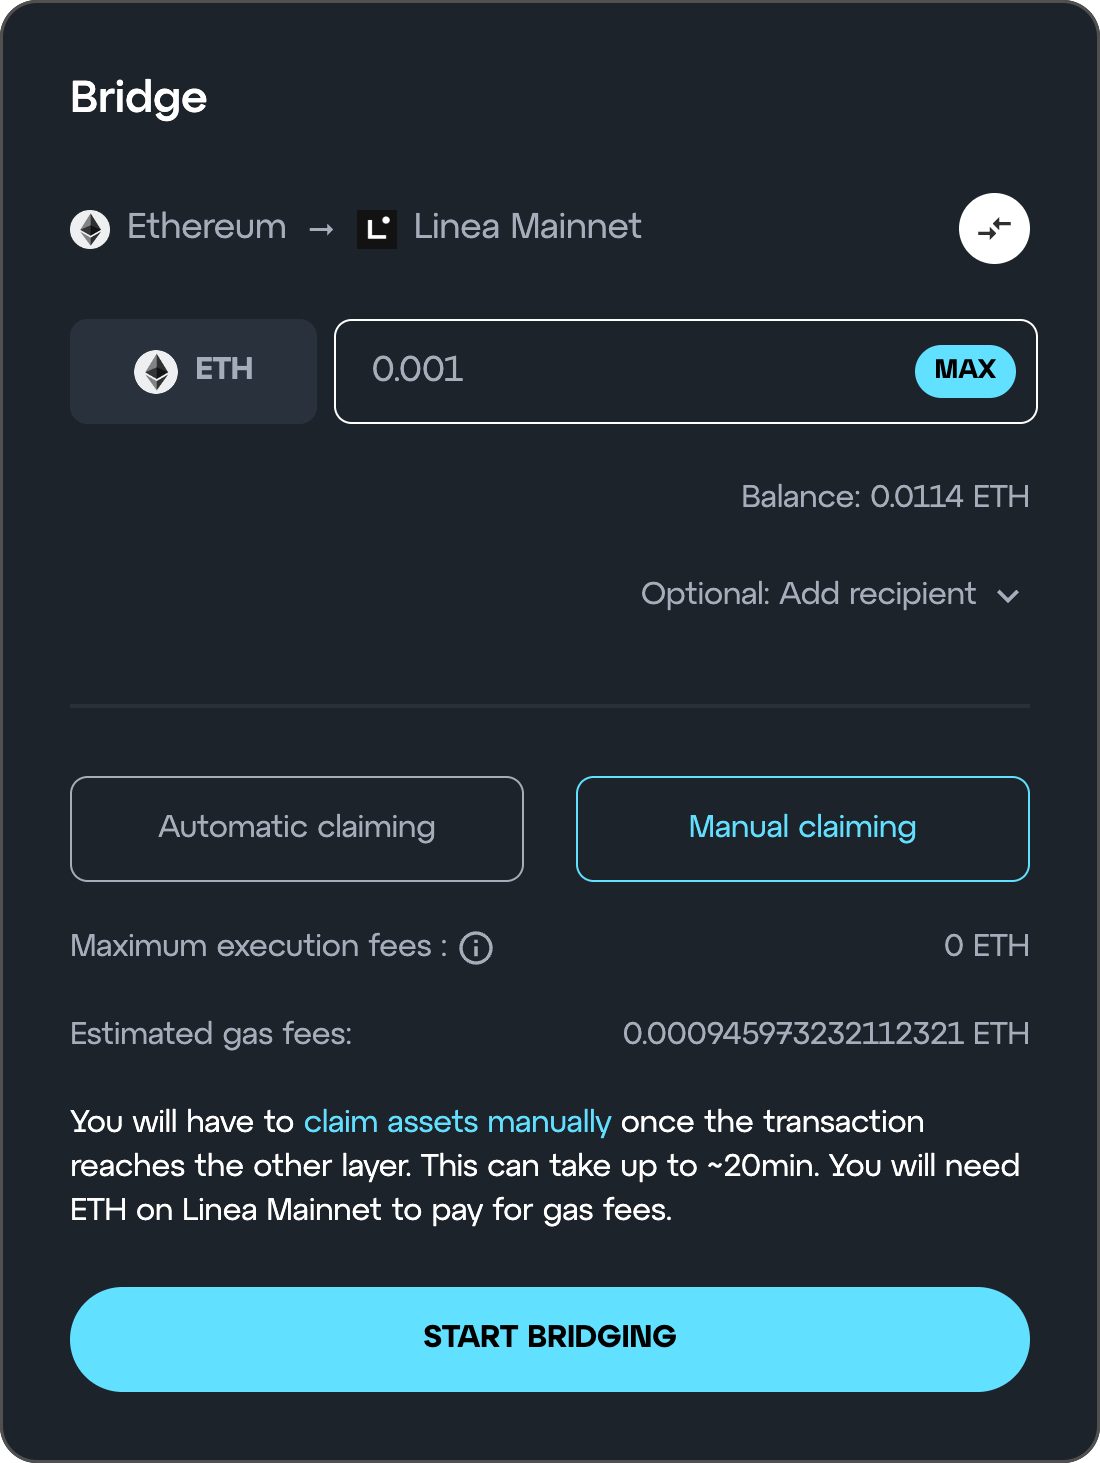 Bridge
Ethereum → Linea Mainnet
ETH 0.001 MAX
Balance: 0.0114 ETH
Optional: Add recipient
Automatic claiming Manual claiming
Maximum execution fees : 0 ETH
Estimated gas fees: 0.000945973232112321 ETH
You will have to claim assets manually once the transaction
reaches the other layer. This can take up to ~20min. You will need
ETH on Linea Mainnet to pay for gas fees.
START BRIDGING